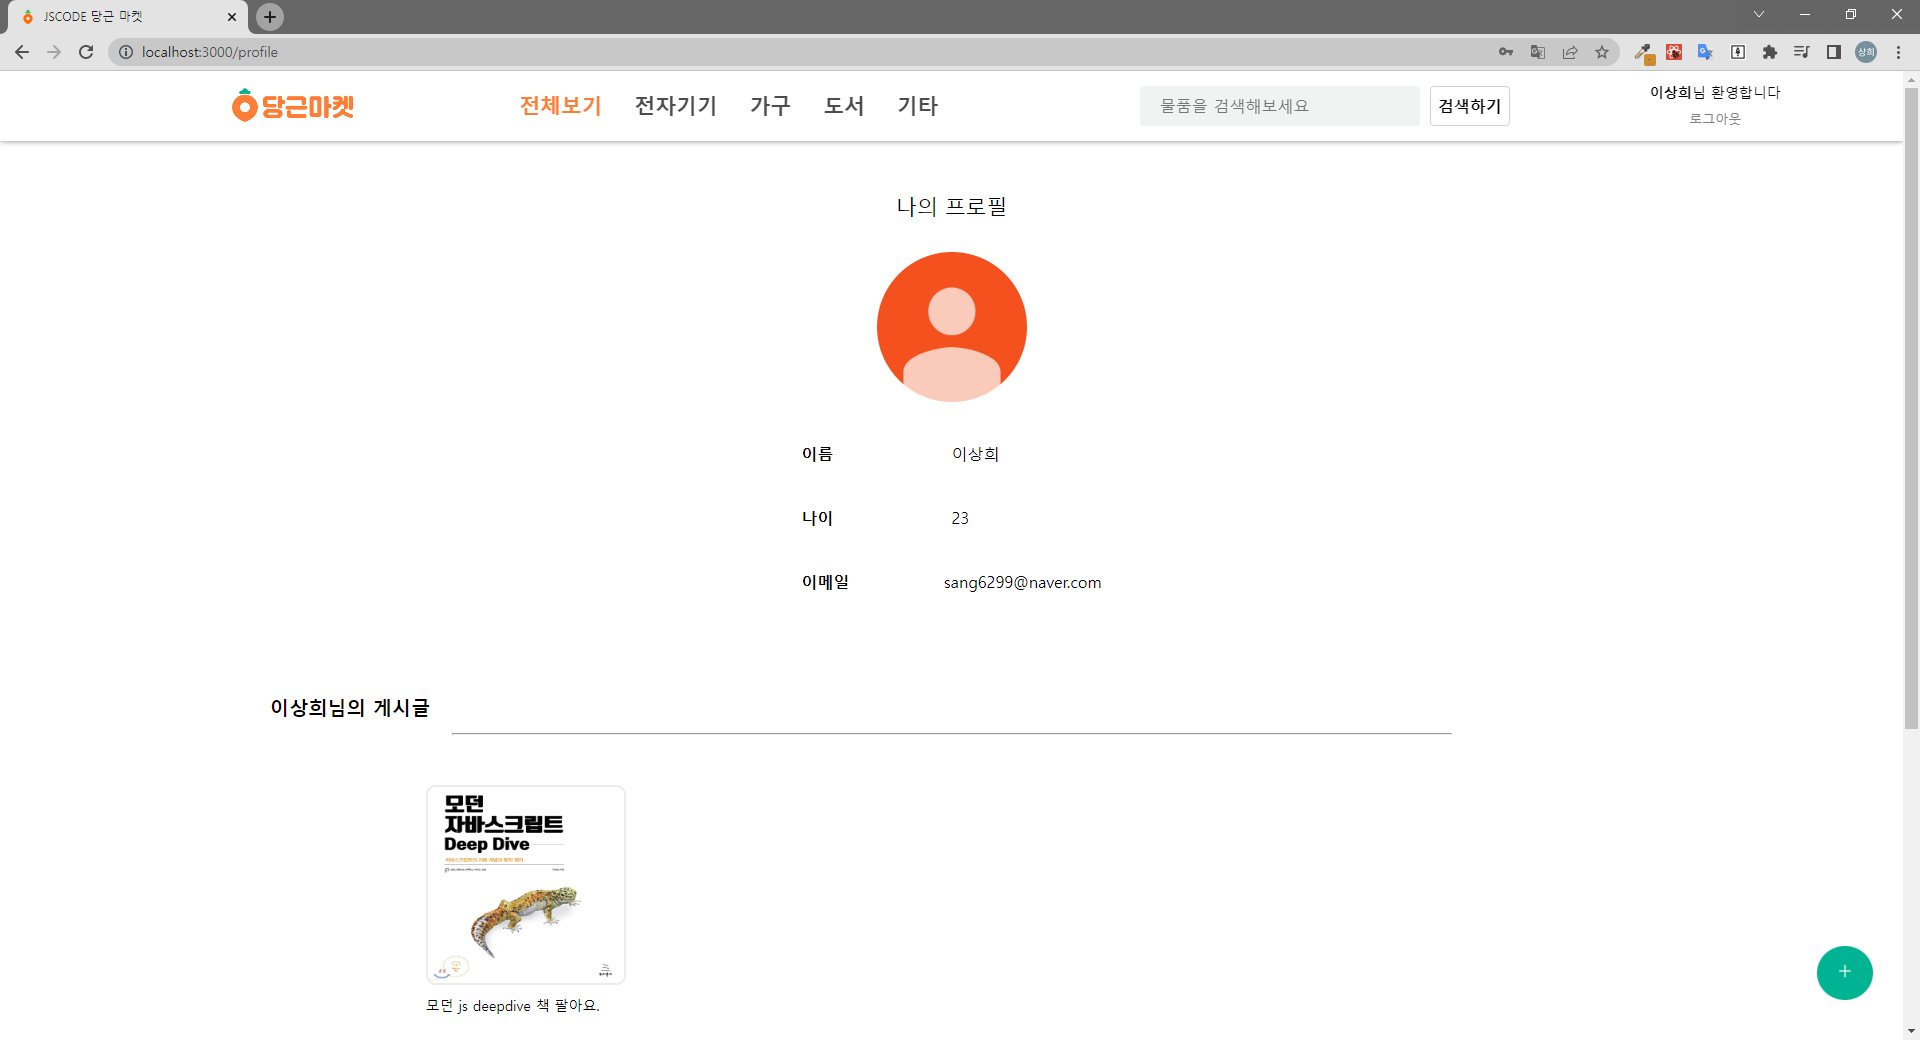 JSCODE 당근 마켓
localhost:3000/profile
상희
당근마켓
전체보기 전자기기 가구 도서 기타
물품을 검색해보세요
검색하기
이상희님 환영합니다
로그아웃
나의 프로필
이름 이상희
나이 23
이메일 sang6299@naver.com
이상희님의 게시글
모던
자바스크립트
Deep Dive
모던 js deepdive 책 팔아요.